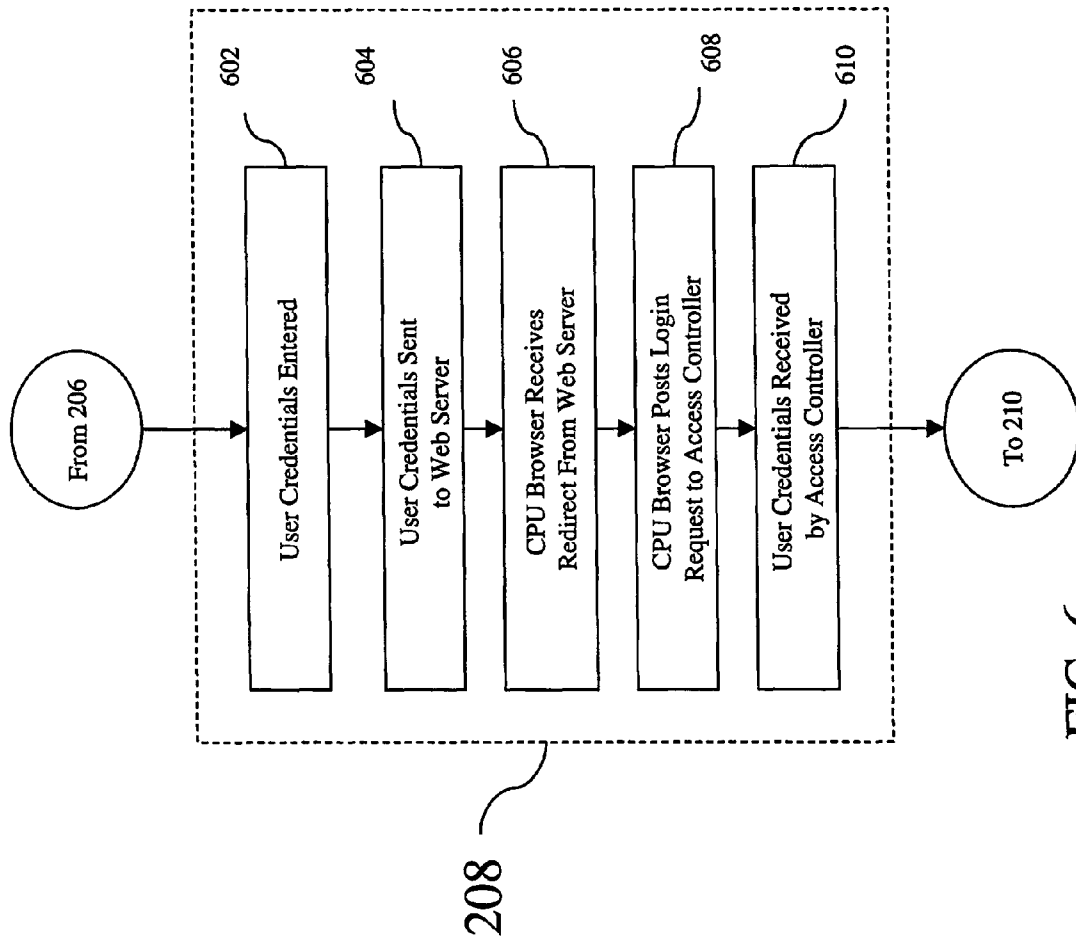 From 206
User Credentials Entered
602
User Credentials Sent
to Web Server
604
CPU Browser Receives
Redirect From Web Server
606
CPU Browser Posts Login
Request to Access Controller
608
User Credentials Received
by Access Controller
610
208
To 210
FIG.